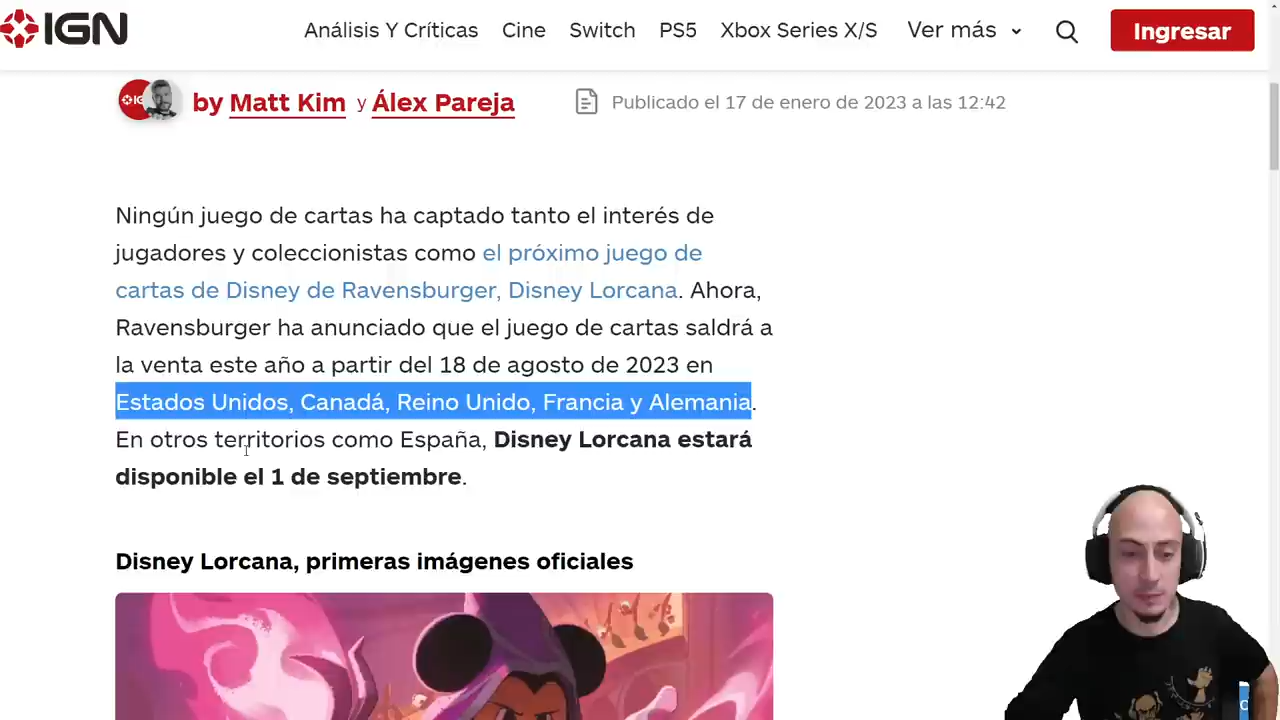 IGN
Análisis Y Críticas Cine Switch PS5 Xbox Series X/S Ver más
Ingresar
by Matt Kim y Álex Pareja
Publicado el 17 de enero de 2023 a las 12:42
Ningún juego de cartas ha captado tanto el interés de
jugadores y coleccionistas como el próximo juego de
cartas de Disney de Ravensburger, Disney Lorcana. Ahora,
Ravensburger ha anunciado que el juego de cartas saldrá a
la venta este año a partir del 18 de agosto de 2023 en
Estados Unidos, Canadá, Reino Unido, Francia y Alemania.
En otros territorios como España, Disney Lorcana estará
disponible el 1 de septiembre.
Disney Lorcana, primeras imágenes oficiales